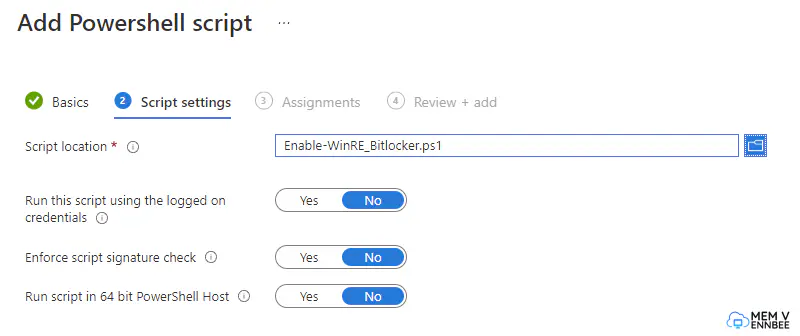 Add Powershell script ...
Basics
2 Script settings
3 Assignments
4 Review + add
Script location *
Enable-WinRE_Bitlocker.ps1
Run this script using the logged on
credentials
Yes No
Enforce script signature check
Yes No
Run script in 64 bit PowerShell Host
Yes No
MEM V
ENNBEE